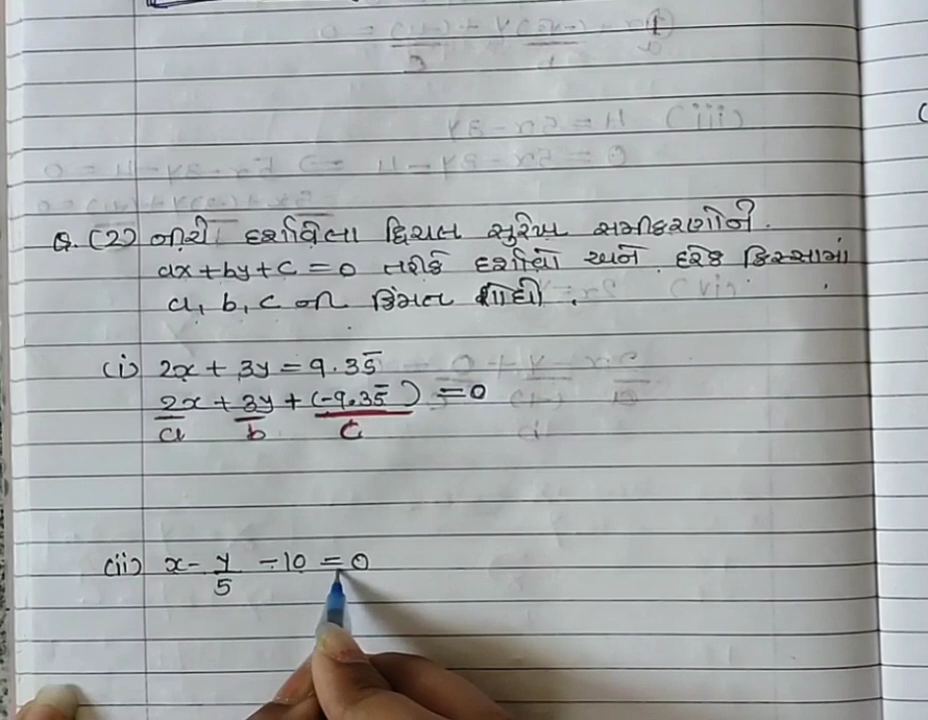 Q. (2) નીચે દર્શાવેલા દ્વિચલ સુરેખ સમીકરણોની
ax + by + c = 0 તરીકે દર્શાવો અને દરેક કિસ્સામાં
a, b, c ની કિંમત શોધો .
(i) 2x + 3y = 9.35̅
2x + 3y + (-9.35̅) = 0
a b c
(ii) x - y/5 - 10 = 0